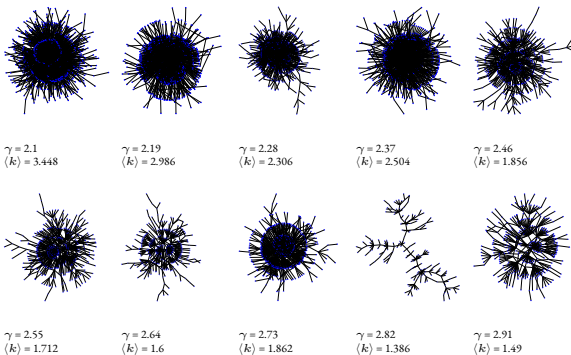 γ = 2.1
⟨k⟩ = 3.448
γ = 2.19
⟨k⟩ = 2.986
γ = 2.28
⟨k⟩ = 2.306
γ = 2.37
⟨k⟩ = 2.504
γ = 2.46
⟨k⟩ = 1.856
γ = 2.55
⟨k⟩ = 1.712
γ = 2.64
⟨k⟩ = 1.6
γ = 2.73
⟨k⟩ = 1.862
γ = 2.82
⟨k⟩ = 1.386
γ = 2.91
⟨k⟩ = 1.49